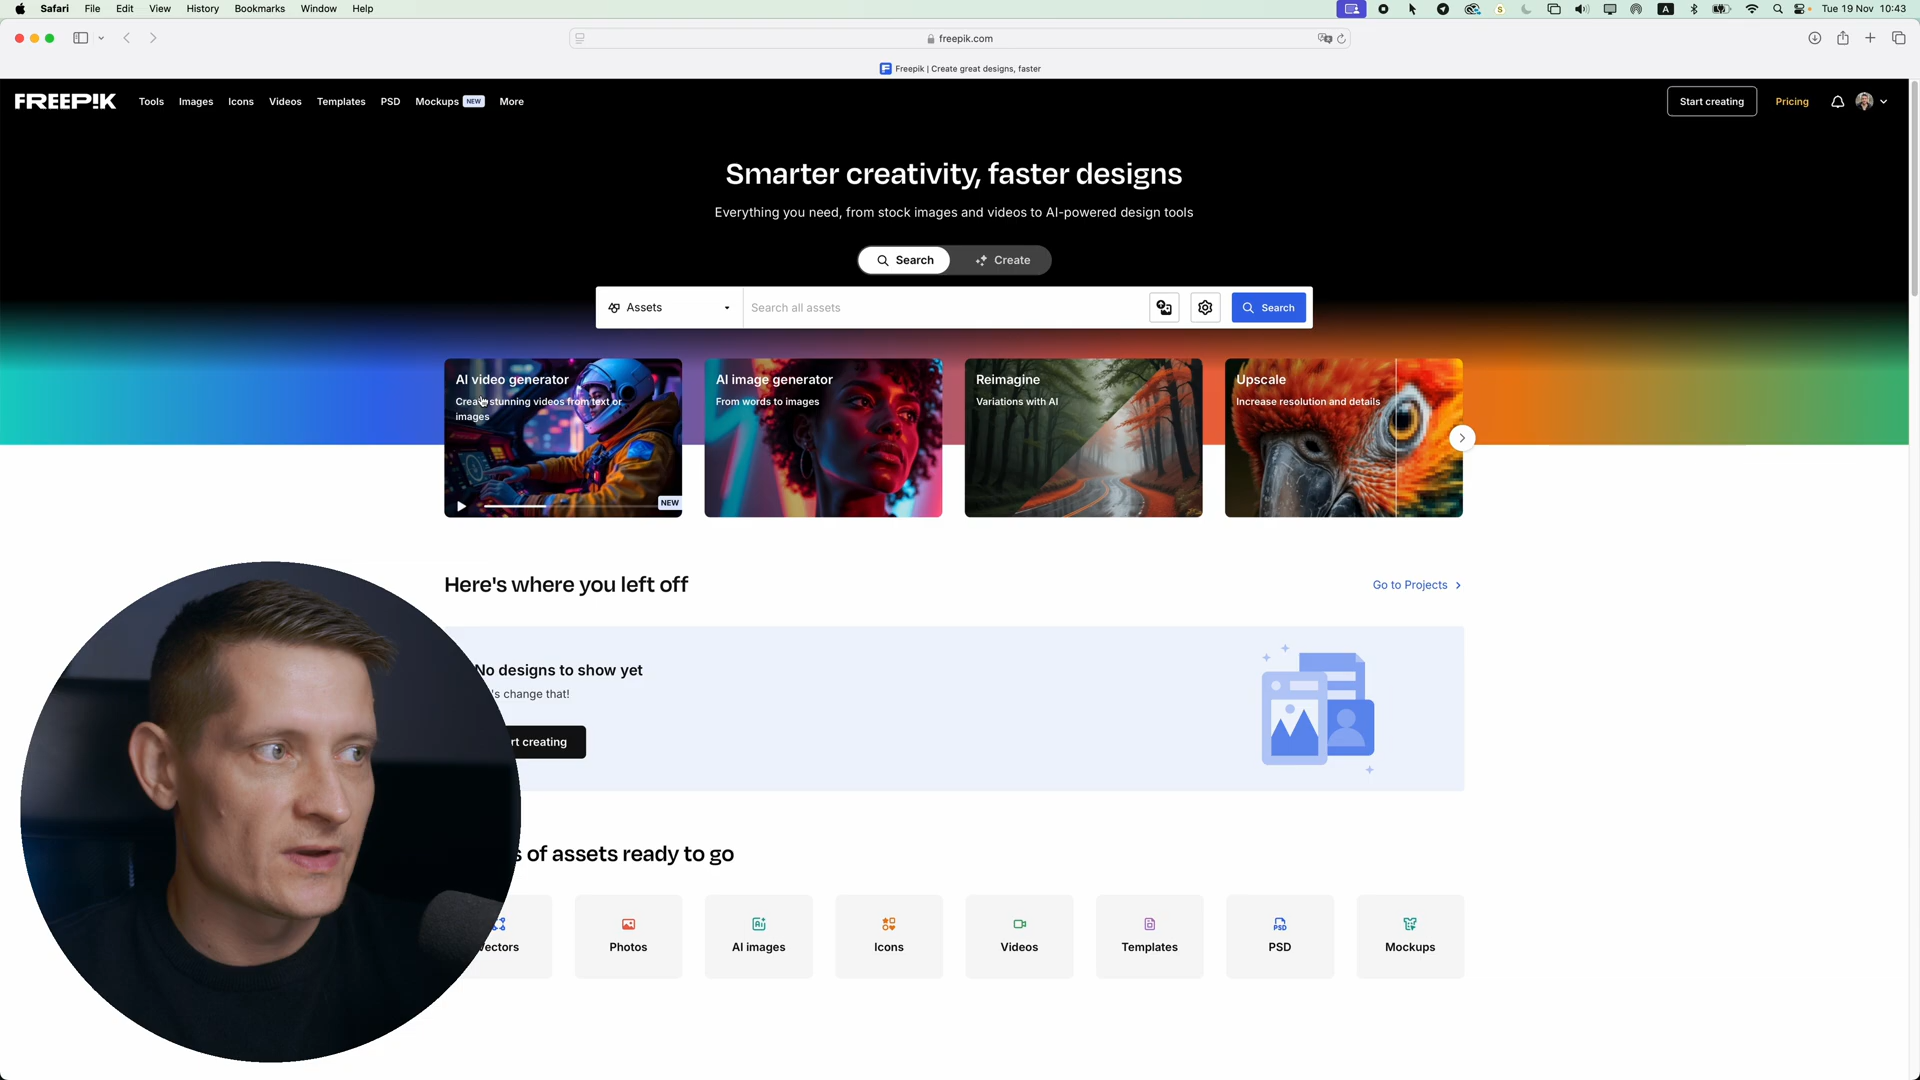 Safari File Edit View History Bookmarks Window Help
A
S
Tue 19 Nov 10:43
freepik.com
Freepik | Create great designs, faster
FREEPIK Tools Images Icons Videos Templates PSD Mockups NEW More
Start creating Pricing
Smarter creativity, faster designs
Everything you need, from stock images and videos to AI-powered design tools
Search Create
Assets Search all assets Search
AI video generator
Create stunning videos from text or
images
NEW
AI image generator
From words to images
Reimagine
Variations with AI
Upscale
Increase resolution and details
Here's where you left off
Go to Projects
No designs to show yet
's change that!
rt creating
s of assets ready to go
ectors
Photos
AI images
Icons
Videos
Templates
PSD
PSD
Mockups